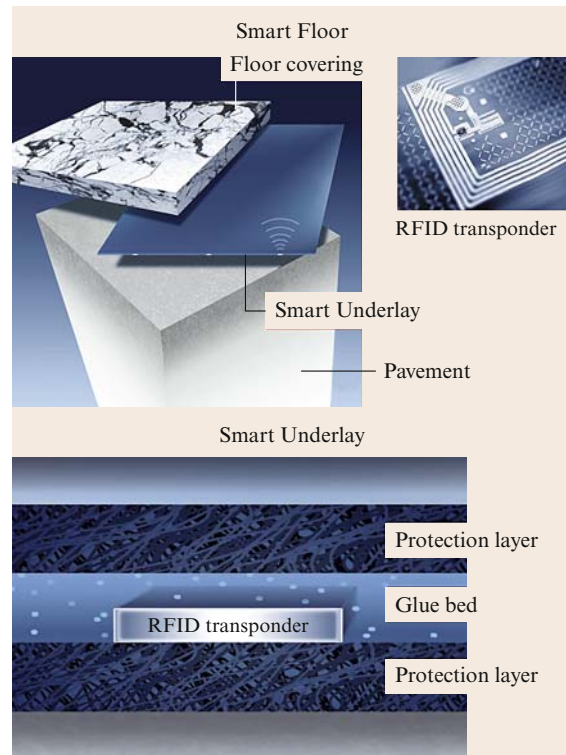 Smart Floor
Floor covering
RFID transponder
Smart Underlay
Pavement
Smart Underlay
Protection layer
Glue bed
RFID transponder
Protection layer